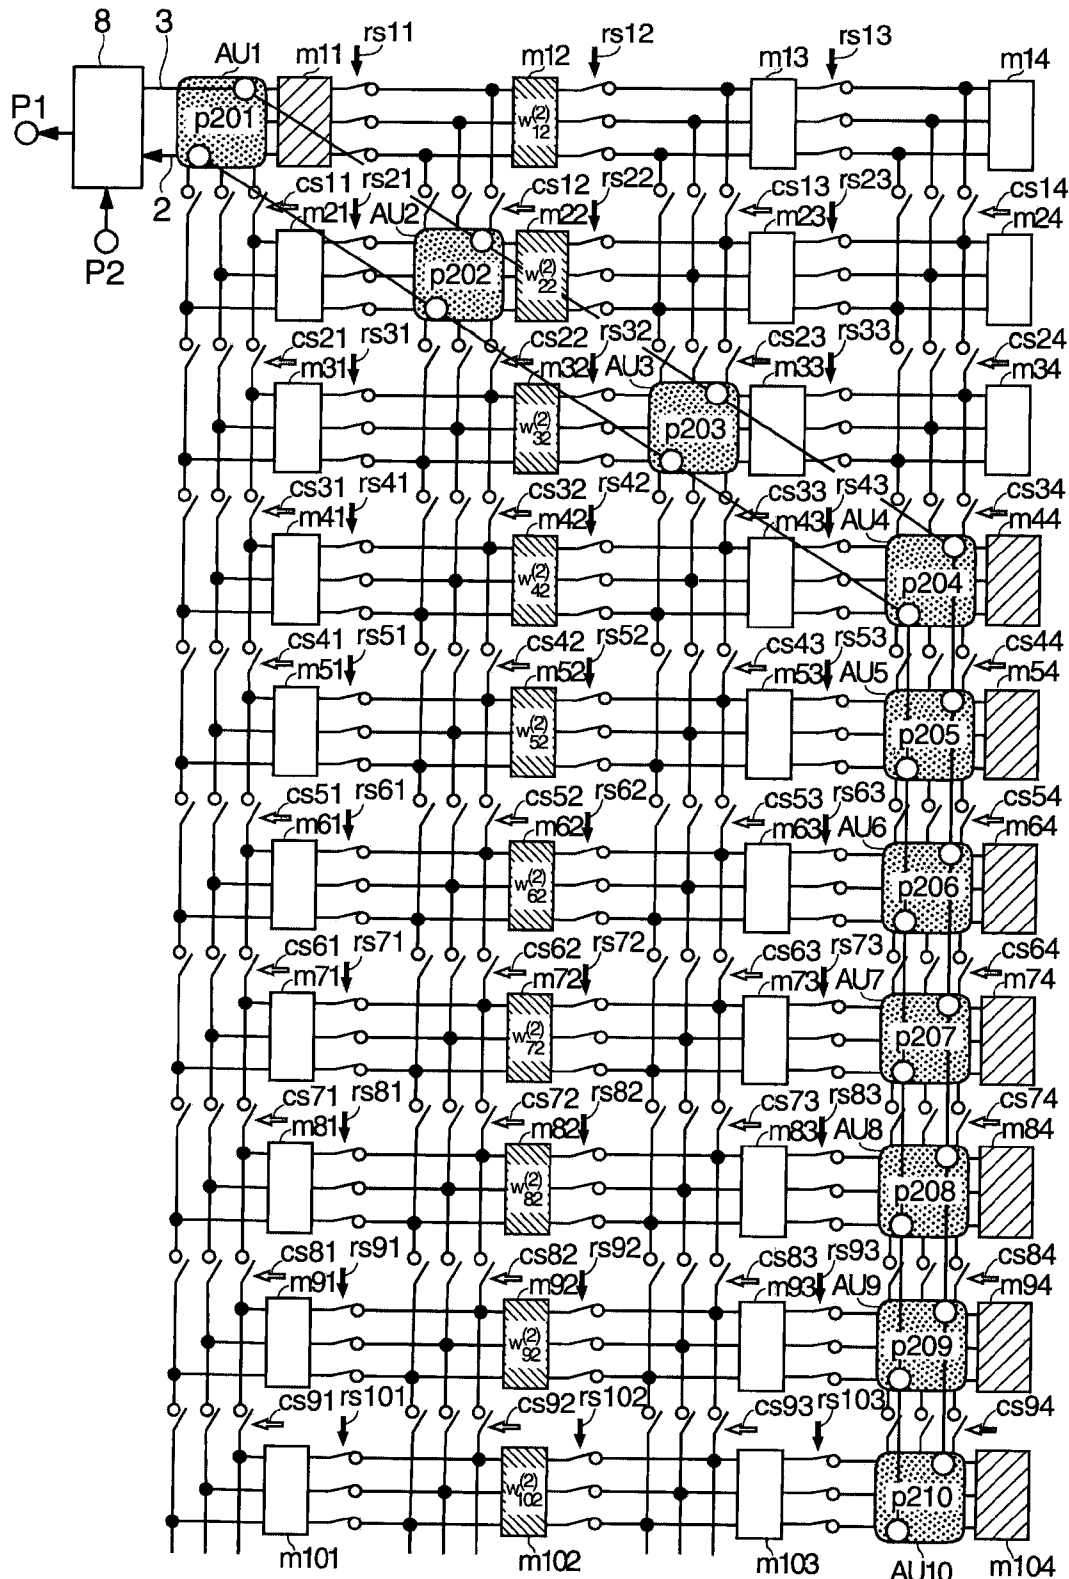 8 3 AU1 m11 rs11 m12 rs12 m13 rs13 m14
P1 p201 w(2)12
2 cs11 rs21 cs12 rs22 cs13 rs23 cs14
P2 m21 AU2 m22 m23 m24
p202 w(2)22
cs21 rs31 cs22 rs32 cs23 rs33 cs24
m31 m32 AU3 m33 m34
w(2)32 p203
cs31 rs41 cs32 rs42 cs33 rs43 cs34
m41 m42 m43 AU4 m44
w(2)42 p204
cs41 rs51 cs42 rs52 cs43 rs53 cs44
m51 m52 m53 AU5 m54
w(2)52 p205
cs51 rs61 cs52 rs62 cs53 rs63 cs54
m61 m62 m63 AU6 m64
w(2)62 p206
cs61 rs71 cs62 rs72 cs63 rs73 cs64
m71 m72 m73 AU7 m74
w(2)72 p207
cs71 rs81 cs72 rs82 cs73 rs83 cs74
m81 m82 m83 AU8 m84
w(2)82 p208
cs81 rs91 cs82 rs92 cs83 rs93 cs84
m91 m92 m93 AU9 m94
w(2)92 p209
cs91 rs101 cs92 rs102 cs93 rs103 cs94
w(2)102 p210
m101 m102 m103 AU10 m104